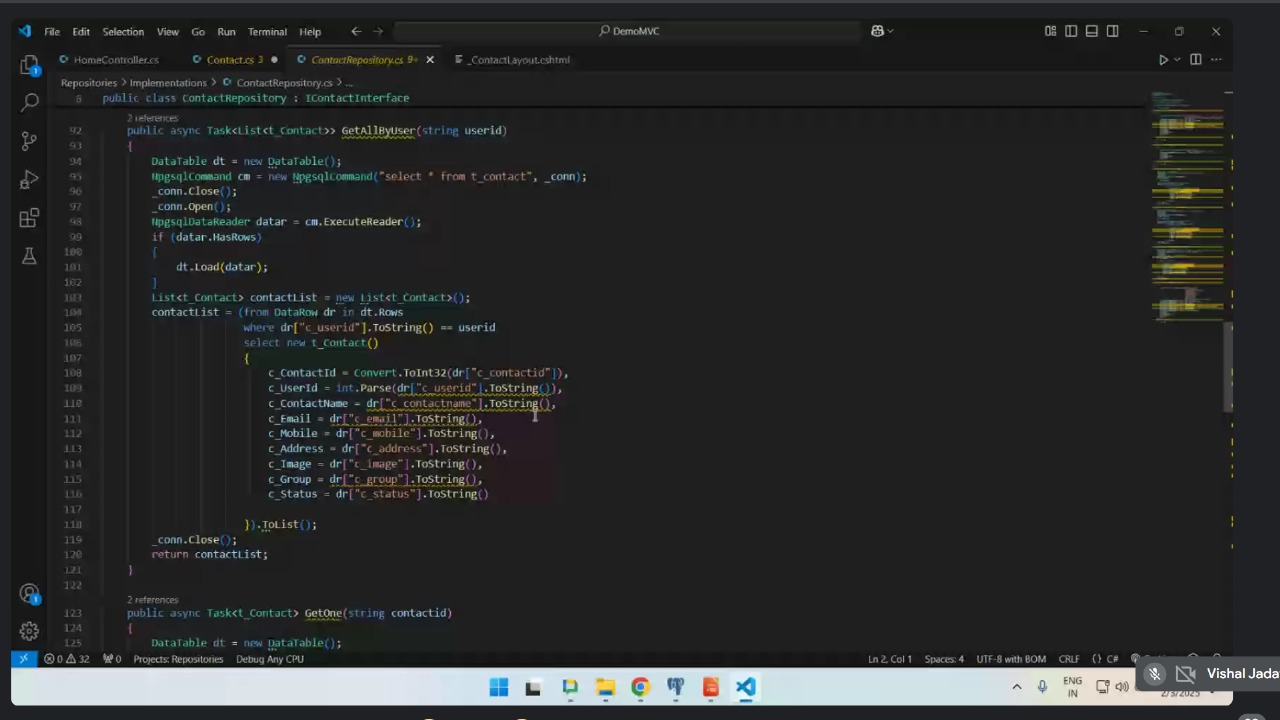 File Edit Selection View Go Run Terminal Help
DemoMVC
HomeController.cs Contact.cs 3 ContactRepository.cs 9+ _ContactLayout.cshtml
Repositories > Implementations > ContactRepository.cs > ...
8 public class ContactRepository : IContactInterface
2 references
92 public async Task<List<t_Contact>> GetAllByUser(string userid)
93 {
94 DataTable dt = new DataTable();
95 NpgsqlCommand cm = new NpgsqlCommand("select * from t_contact", _conn);
96 _conn.Close();
97 _conn.Open();
98 NpgsqlDataReader datar = cm.ExecuteReader();
99 if (datar.HasRows)
100 {
101 dt.Load(datar);
102 }
103 List<t_Contact> contactList = new List<t_Contact>();
104 contactList = (from DataRow dr in dt.Rows
105 where dr["c_userid"].ToString() == userid
106 select new t_Contact()
107 {
108 c_ContactId = Convert.ToInt32(dr["c_contactid"]),
109 c_UserId = int.Parse(dr["c_userid"].ToString()),
110 c_ContactName = dr["c_contactname"].ToString(),
111 c_Email = dr["c_email"].ToString(),
112 c_Mobile = dr["c_mobile"].ToString(),
113 c_Address = dr["c_address"].ToString(),
114 c_Image = dr["c_image"].ToString(),
115 c_Group = dr["c_group"].ToString(),
116 c_Status = dr["c_status"].ToString()
117
118 }).ToList();
119 _conn.Close();
120 return contactList;
121 }
122
2 references
123 public async Task<t_Contact> GetOne(string contactid)
124 {
125 DataTable dt = new DataTable();
0 32 0 Projects: Repositories Debug Any CPU Ln 2, Col 1 Spaces: 4 UTF-8 with BOM CRLF {} C#
Vishal Jada
ENG
IN
2/3/2025